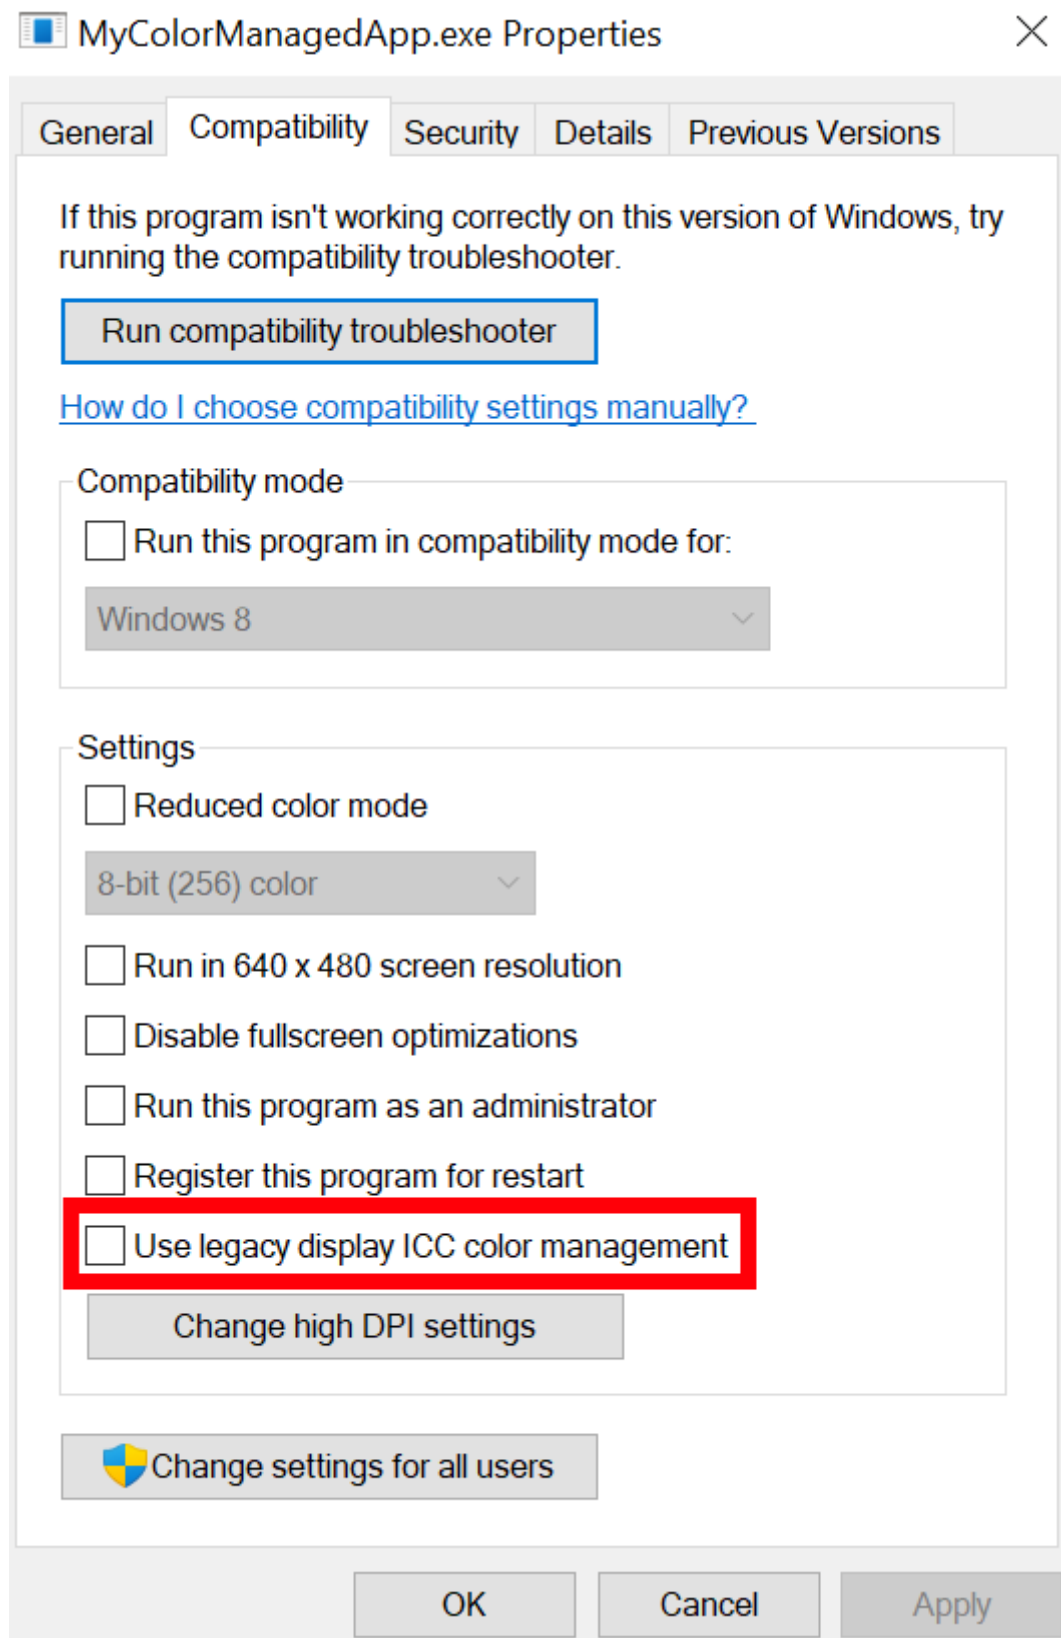 MyColorManagedApp.exe Properties
General Compatibility Security Details Previous Versions
If this program isn't working correctly on this version of Windows, try
running the compatibility troubleshooter.
Run compatibility troubleshooter
How do I choose compatibility settings manually?
Compatibility mode
Run this program in compatibility mode for:
Windows 8
Settings
Reduced color mode
8-bit (256) color
Run in 640 x 480 screen resolution
Disable fullscreen optimizations
Run this program as an administrator
Register this program for restart
Use legacy display ICC color management
Change high DPI settings
Change settings for all users
OK Cancel Apply